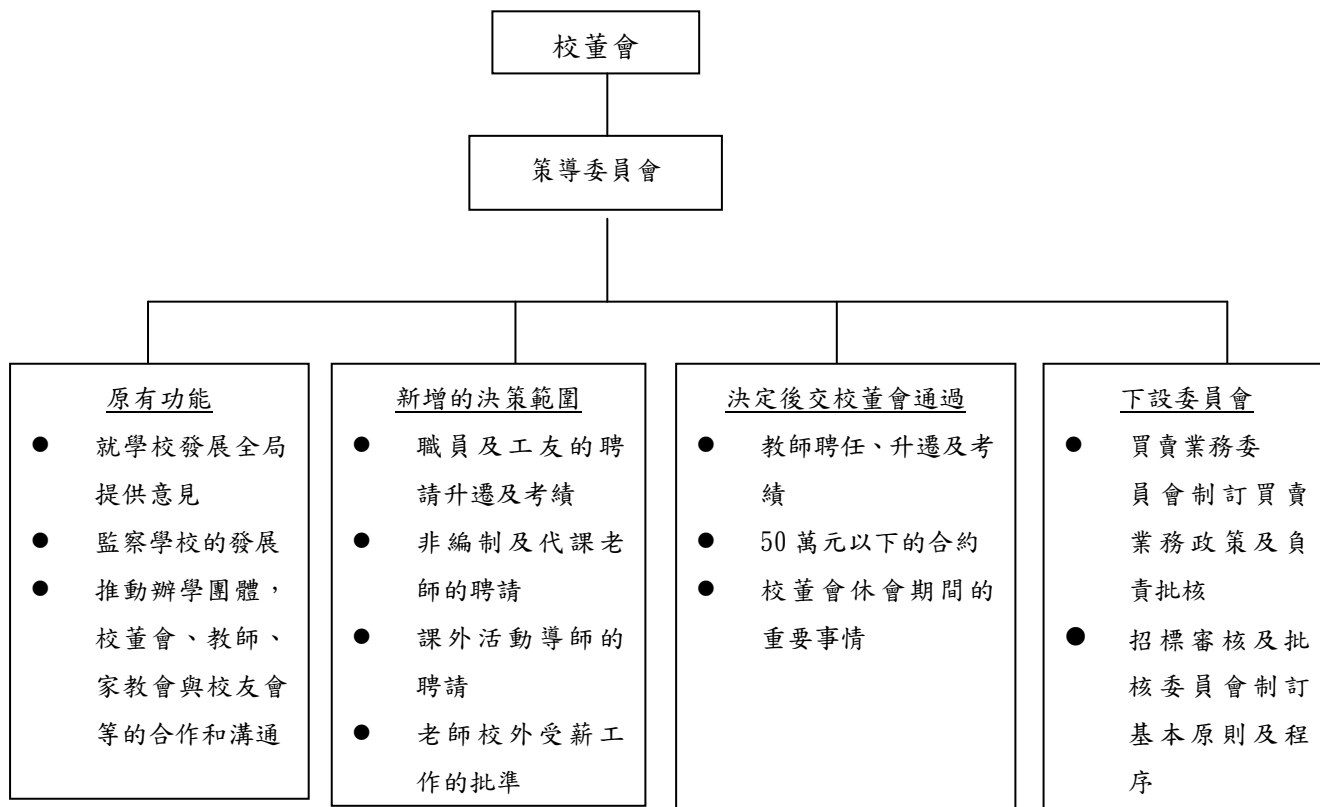 校董會
策導委員會
原有功能
● 就學校發展全局
提供意見
● 監察學校的發展
● 推動辦學團體，
校董會、教師、
家教會與校友會
等的合作和溝通
新增的決策範圍
● 職員及工友的聘
請升遷及考績
● 非編制及代課老
師的聘請
● 課外活動導師的
聘請
● 老師校外受薪工
作的批準
決定後交校董會通過
● 教師聘任、升遷及考
績
● 50 萬元以下的合約
● 校董會休會期間的
重要事情
下設委員會
● 買賣業務委
員會制訂買賣
業務政策及負
責批核
● 招標審核及批
核委員會制訂
基本原則及程
序